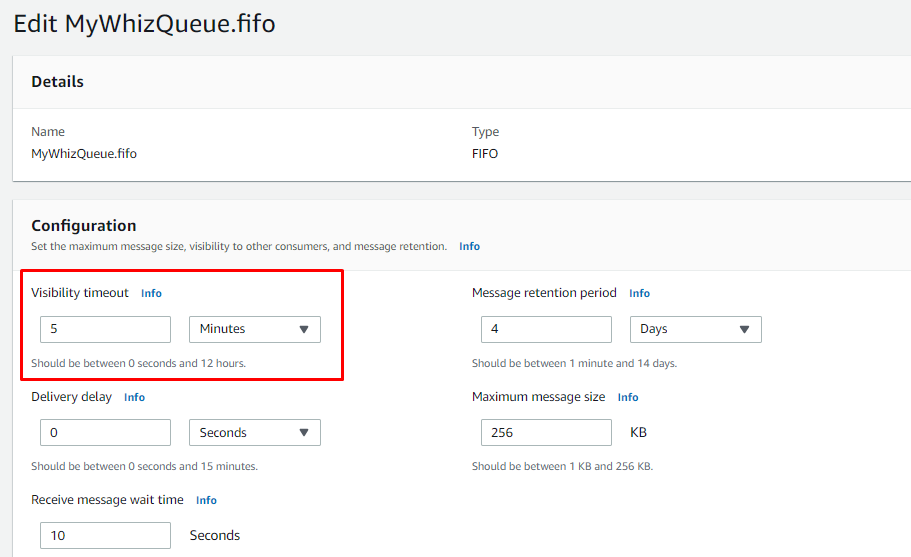 Edit MyWhizQueue.fifo
Details
Name
Type
MyWhizQueue.fifo
FIFO
Configuration
Set the maximum message size, visibility to other consumers, and message retention. Info
Visibility timeout Info
Message retention period Info
5 Minutes
4 Days
Should be between 0 seconds and 12 hours.
Should be between 1 minute and 14 days.
Delivery delay Info
Maximum message size Info
0 Seconds
256 KB
Should be between 0 seconds and 15 minutes.
Should be between 1 KB and 256 KB.
Receive message wait time Info
10 Seconds